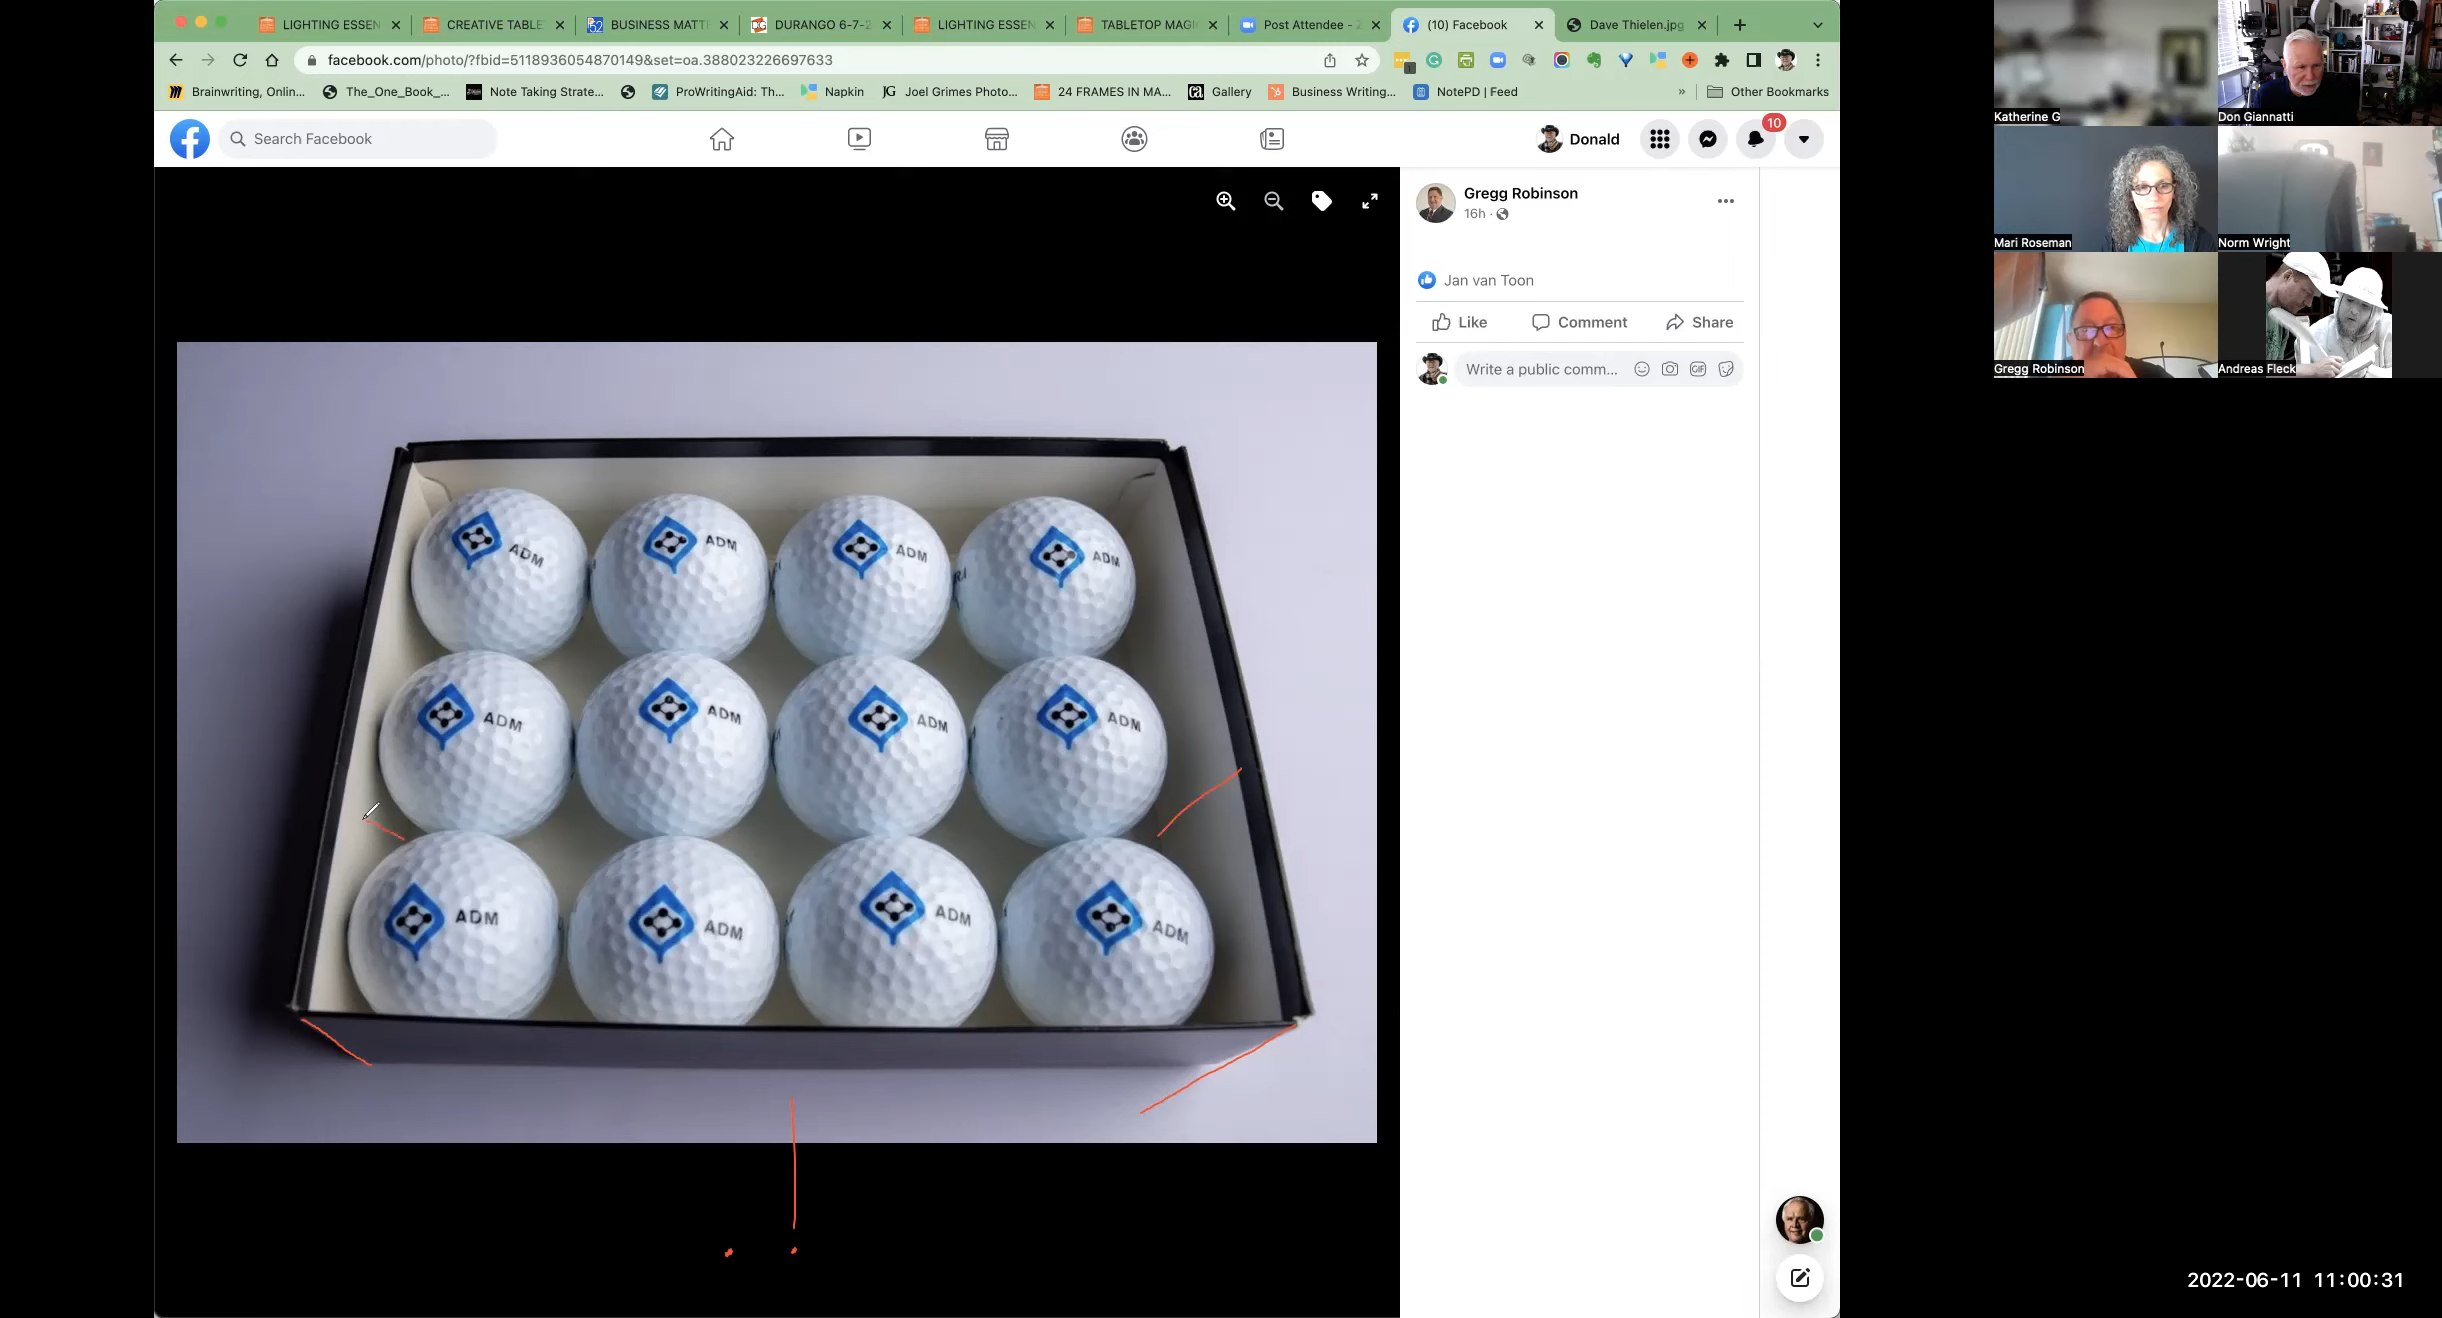 LIGHTING ESSEN
CREATIVE TABLE
BUSINESS MATT
DURANGO 6-7-2
LIGHTING ESSEN
TABLETOP MAGI
Post Attendee - Z
(10) Facebook
Dave Thielen.jpg
facebook.com/photo/?fbid=5118936054870149&set=oa.388023226697633
Brainwriting, Onlin...
The_One_Book_...
Note Taking Strate...
ProWritingAid: Th...
Napkin
JG Joel Grimes Photo...
24 FRAMES IN MA...
Gallery
Business Writing...
NotePD | Feed
»
Other Bookmarks
Search Facebook
Donald
10
Gregg Robinson
16h ·
Jan van Toon
Like
Comment
Share
Write a public comm...
GIF
ADM
ADM
ADM
ADM
ADM
ADM
ADM
ADM
ADM
ADM
ADM
ADM
Katherine G
Don Giannatti
Mari Roseman
Norm Wright
Gregg Robinson
Andreas Fleck
2022-06-11 11:00:31